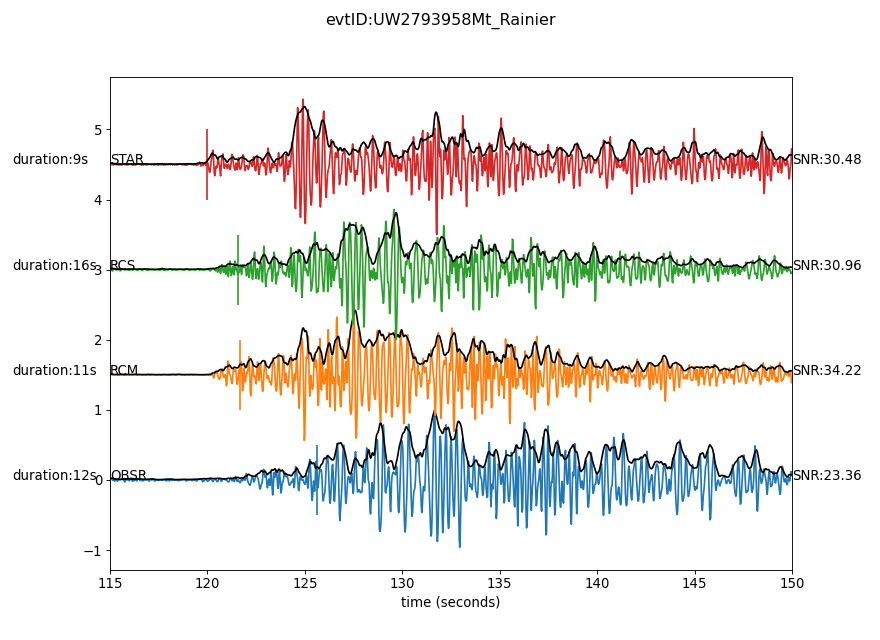 evtID:UW2793958Mt_Rainier
5
duration:9s STAR SNR:30.48
4
duration:16s RCS SNR:30.96
3
2
duration:11s RCM SNR:34.22
1
duration:12s OBSR SNR:23.36
0
−1
115 120 125 130 135 140 145 150
time (seconds)